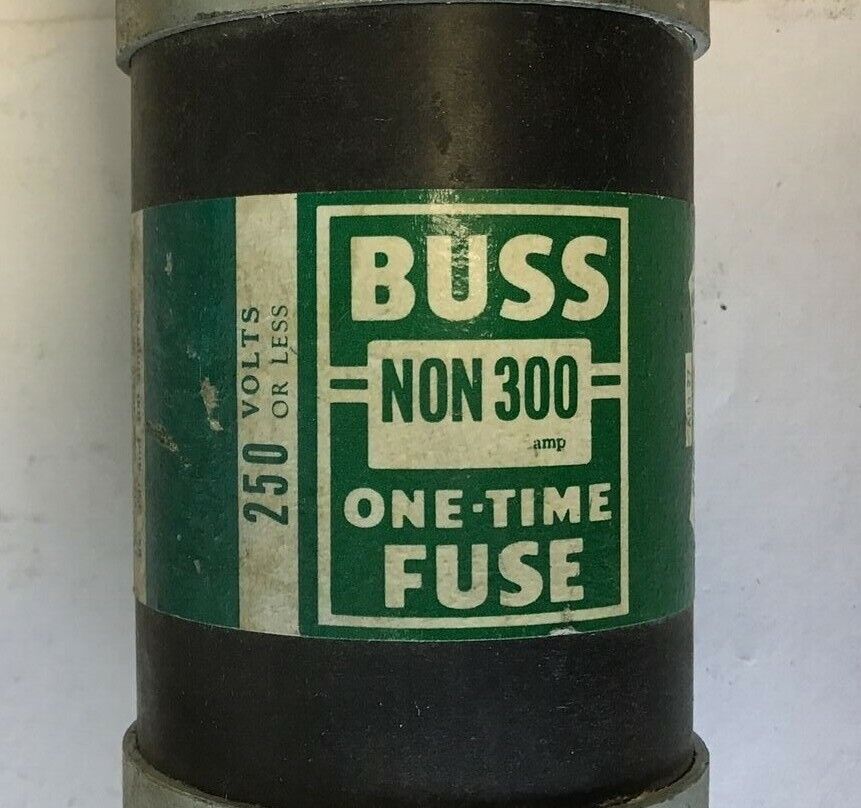 BUSS
NON 300
amp
ONE-TIME
FUSE
250 VOLTS
OR LESS